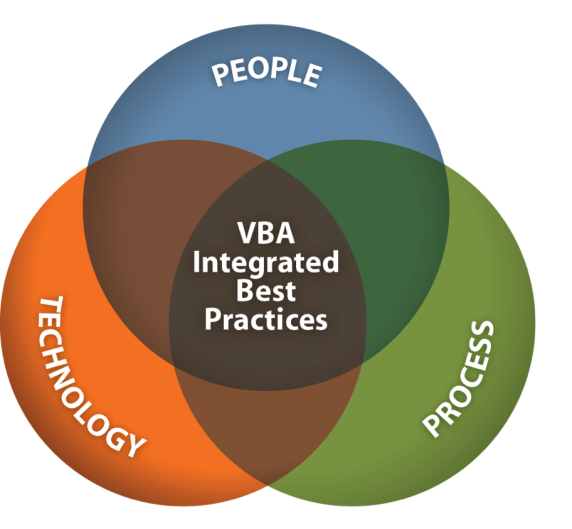 PEOPLE
VBA
Integrated
Best
Practices
TECHNOLOGY
PROCESS